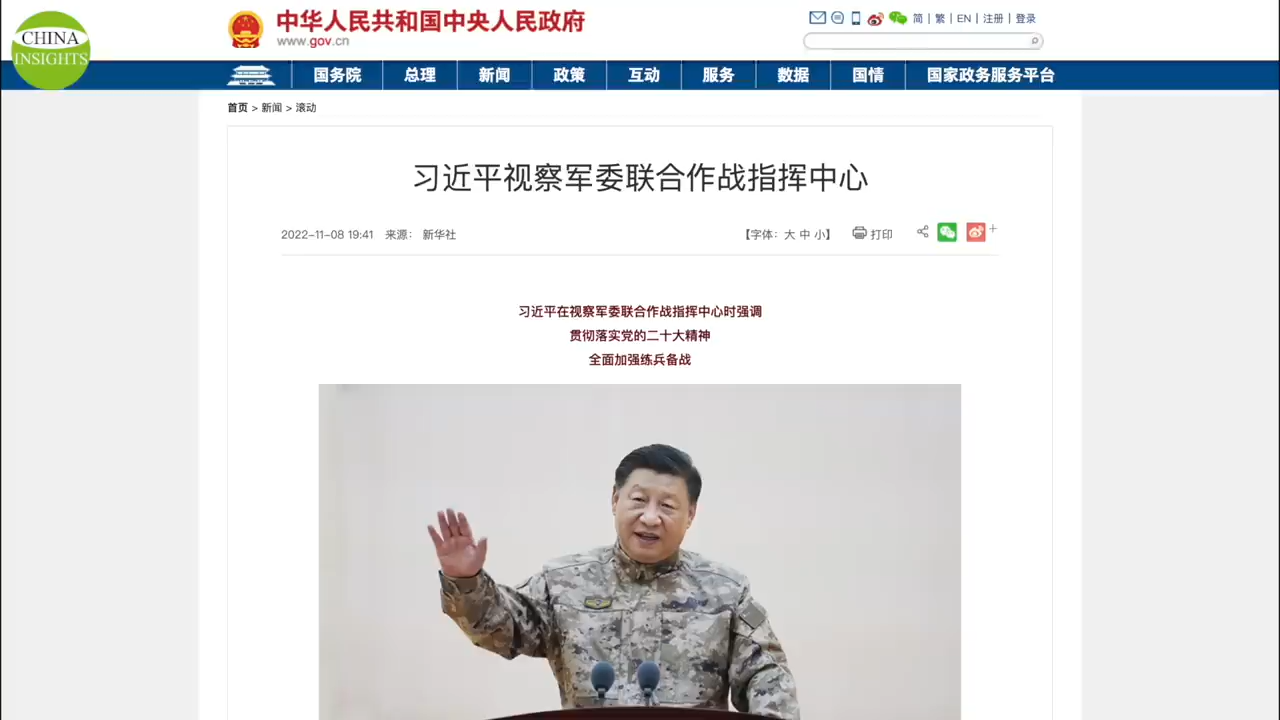 CHINA
INSIGHTS
中华人民共和国中央人民政府
www.gov.cn
简 | 繁 | EN | 注册 | 登录
国务院 总理 新闻 政策 互动 服务 数据 国情 国家政务服务平台
首页 > 新闻 > 滚动
习近平视察军委联合作战指挥中心
2022-11-08 19:41 来源： 新华社 【字体：大 中 小】 打印
习近平在视察军委联合作战指挥中心时强调
贯彻落实党的二十大精神
全面加强练兵备战